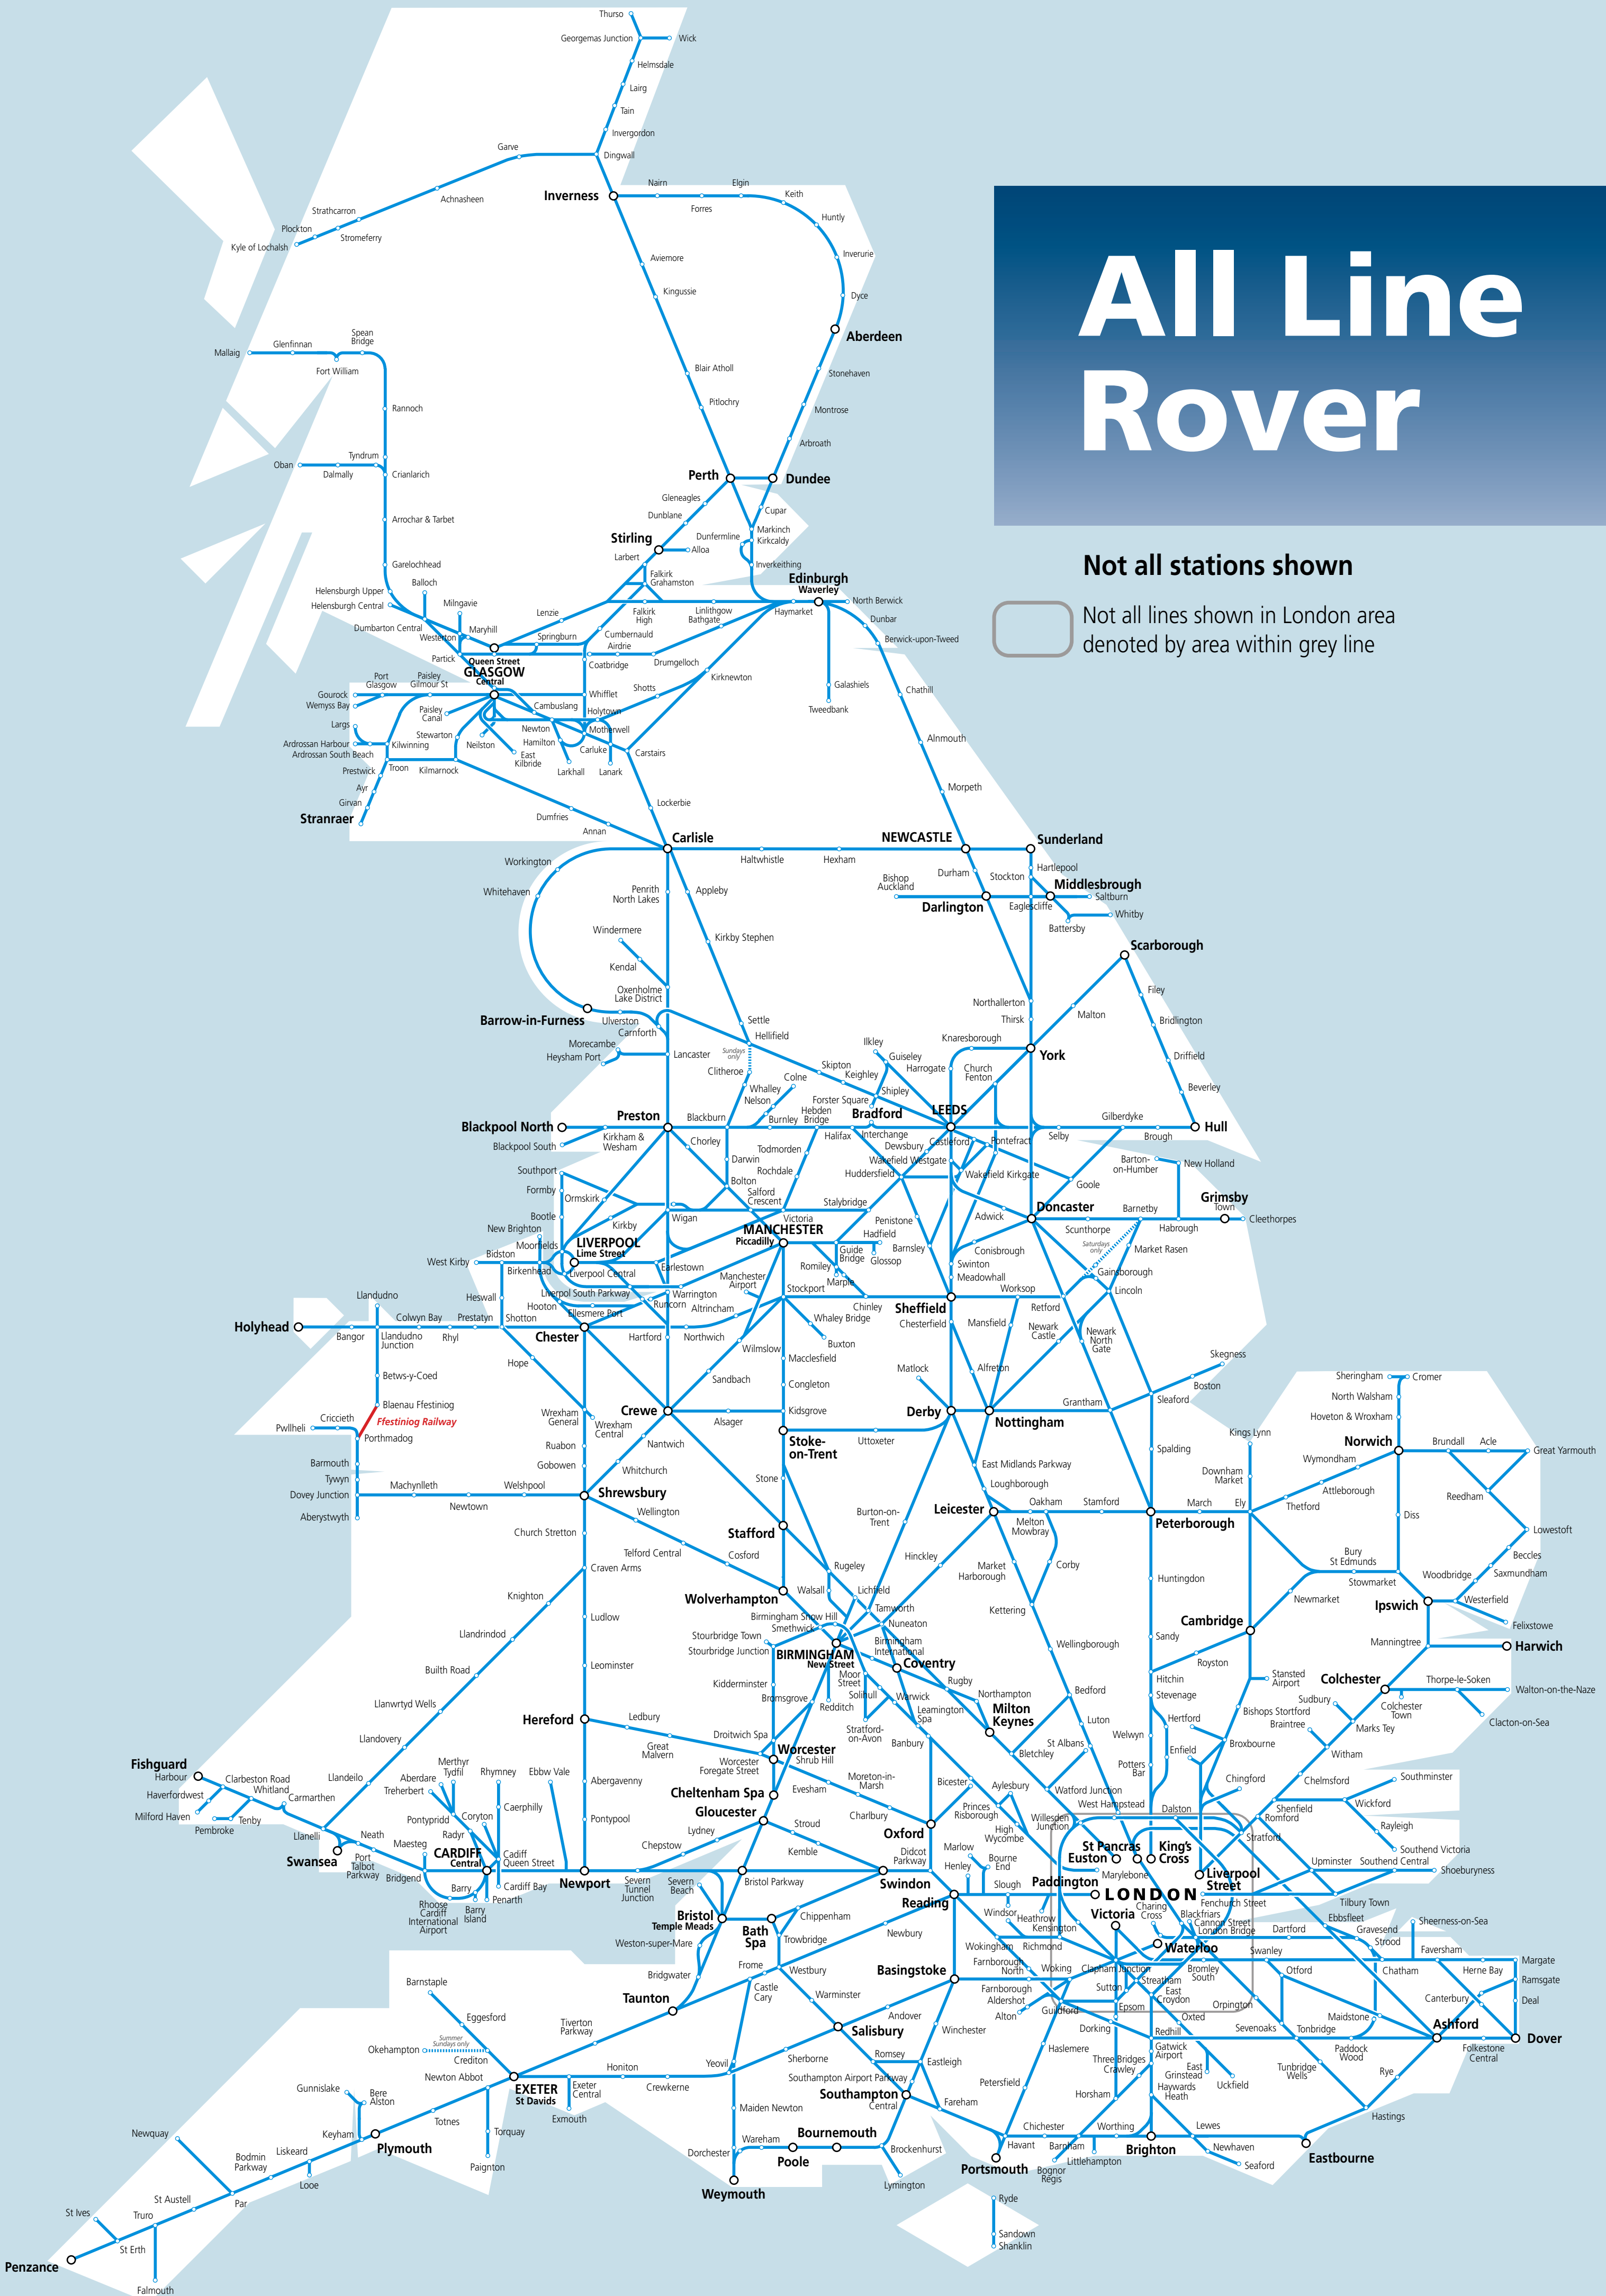 All Line
Rover
Not all stations shown
Not all lines shown in London area
denoted by area within grey line
Thurso
Georgemas Junction
Wick
Helmsdale
Lairg
Tain
Invergordon
Dingwall
Garve
Achnasheen
Strathcarron
Stromeferry
Plockton
Kyle of Lochalsh
Inverness
Nairn
Forres
Elgin
Keith
Huntly
Inverurie
Dyce
Aberdeen
Stonehaven
Montrose
Arbroath
Dundee
Aviemore
Kingussie
Blair Atholl
Pitlochry
Perth
Mallaig
Glenfinnan
Fort William
Spean
Bridge
Rannoch
Oban
Dalmally
Tyndrum
Crianlarich
Arrochar & Tarbet
Garelochhead
Helensburgh Upper
Helensburgh Central
Balloch
Dumbarton Central
Milngavie
Westerton
Maryhill
Partick
Gleneagles
Dunblane
Stirling
Alloa
Larbert
Falkirk
Grahamston
Cupar
Markinch
Kirkcaldy
Dunfermline
Inverkeithing
Edinburgh
Waverley
Haymarket
North Berwick
Dunbar
Berwick-upon-Tweed
Lenzie
Falkirk
High
Linlithgow
Bathgate
Springburn
Cumbernauld
Airdrie
Coatbridge
Drumgelloch
Queen Street
GLASGOW
Central
Kirknewton
Galashiels
Tweedbank
Chathill
Alnmouth
Morpeth
Port
Glasgow
Paisley
Gilmour St
Gourock
Wemyss Bay
Paisley
Canal
Cambuslang
Whifflet
Shotts
Holytown
Largs
Ardrossan Harbour
Ardrossan South Beach
Kilwinning
Stewarton
Neilston
Newton
Hamilton
Motherwell
East
Kilbride
Carluke
Carstairs
Larkhall
Lanark
Troon
Kilmarnock
Prestwick
Ayr
Girvan
Stranraer
Dumfries
Annan
Lockerbie
Carlisle
Haltwhistle
Hexham
NEWCASTLE
Sunderland
Workington
Whitehaven
Penrith
North Lakes
Appleby
Kirkby Stephen
Durham
Bishop
Auckland
Darlington
Stockton
Hartlepool
Middlesbrough
Saltburn
Eaglescliffe
Battersby
Whitby
Scarborough
Windermere
Kendal
Oxenholme
Lake District
Barrow-in-Furness
Ulverston
Carnforth
Settle
Hellifield
Northallerton
Thirsk
Malton
Filey
Bridlington
Driffield
Beverley
Hull
Morecambe
Heysham Port
Lancaster
Sundays
only
Clitheroe
Whalley
Colne
Nelson
Skipton
Keighley
Ilkley
Guiseley
Shipley
Forster Square
Bradford
Interchange
Harrogate
Knaresborough
York
Church
Fenton
LEEDS
Blackpool North
Blackpool South
Kirkham &
Wesham
Preston
Blackburn
Burnley
Hebden
Bridge
Halifax
Dewsbury
Castleford
Pontefract
Selby
Gilberdyke
Brough
Chorley
Darwin
Bolton
Todmorden
Rochdale
Huddersfield
Wakefield Westgate
Wakefield Kirkgate
Goole
Barton-
on-Humber
New Holland
Grimsby
Town
Cleethorpes
Southport
Formby
Ormskirk
Bootle
Kirkby
Wigan
Salford
Crescent
Victoria
MANCHESTER
Piccadilly
Stalybridge
Hadfield
Guide
Bridge
Glossop
Penistone
Barnsley
Adwick
Doncaster
Scunthorpe
Barnetby
Habrough
Conisbrough
Swinton
Meadowhall
Saturdays
only
Market Rasen
Gainsborough
Lincoln
New Brighton
Moorfields
LIVERPOOL
Lime Street
Bidston
West Kirby
Birkenhead
Liverpool Central
Earlestown
Liverpol South Parkway
Warrington
Runcorn
Ellesmere Port
Hooton
Heswall
Manchester
Airport
Altrincham
Romiley
Marple
Stockport
Chinley
Sheffield
Worksop
Retford
Llandudno
Holyhead
Bangor
Llandudno
Junction
Colwyn Bay
Rhyl
Prestatyn
Shotton
Chester
Hartford
Northwich
Wilmslow
Whaley Bridge
Buxton
Macclesfield
Congleton
Chesterfield
Mansfield
Newark
Castle
Newark
North
Gate
Skegness
Betws-y-Coed
Blaenau Ffestiniog
Ffestiniog Railway
Porthmadog
Criccieth
Pwllheli
Barmouth
Tywyn
Dovey Junction
Aberystwyth
Machynlleth
Newtown
Welshpool
Hope
Wrexham
General
Wrexham
Central
Ruabon
Gobowen
Shrewsbury
Sandbach
Crewe
Alsager
Kidsgrove
Nantwich
Whitchurch
Stoke-
on-Trent
Uttoxeter
Matlock
Alfreton
Derby
Nottingham
Grantham
Sleaford
Boston
Sheringham
Cromer
North Walsham
Hoveton & Wroxham
Norwich
Brundall
Acle
Great Yarmouth
Kings Lynn
Downham
Market
Wymondham
Attleborough
Thetford
Reedham
Lowestoft
Spalding
East Midlands Parkway
Loughborough
Stone
Wellington
Telford Central
Cosford
Stafford
Burton-on-
Trent
Leicester
Oakham
Melton
Mowbray
Stamford
Peterborough
March
Ely
Diss
Church Stretton
Craven Arms
Knighton
Llandrindod
Builth Road
Llanwrtyd Wells
Llandovery
Llandeilo
Ludlow
Leominster
Hereford
Ledbury
Great
Malvern
Rugeley
Walsall
Lichfield
Wolverhampton
Birmingham Snow Hill
Smethwick
Tamworth
Nuneaton
Hinckley
Market
Harborough
Corby
Kettering
Huntingdon
Bury
St Edmunds
Stowmarket
Beccles
Saxmundham
Woodbridge
Westerfield
Ipswich
Felixstowe
Newmarket
Cambridge
Manningtree
Harwich
Stourbridge Town
Stourbridge Junction
BIRMINGHAM
New Street
Birmingham
International
Coventry
Moor
Street
Rugby
Wellingborough
Sandy
Royston
Hitchin
Stansted
Airport
Colchester
Thorpe-le-Soken
Walton-on-the-Naze
Kidderminster
Bromsgrove
Redditch
Solihull
Warwick
Leamington
Spa
Northampton
Milton
Keynes
Bedford
Stevenage
Sudbury
Colchester
Town
Clacton-on-Sea
Droitwich Spa
Worcester
Foregate Street
Worcester
Shrub Hill
Stratford-
on-Avon
Banbury
Bletchley
Luton
St Albans
Welwyn
Hertford
Bishops Stortford
Braintree
Marks Tey
Witham
Broxbourne
Enfield
Potters
Bar
Fishguard
Harbour
Haverfordwest
Milford Haven
Clarbeston Road
Whitland
Carmarthen
Pembroke
Tenby
Llanelli
Swansea
Neath
Port
Talbot
Parkway
Merthyr
Tydfil
Aberdare
Treherbert
Rhymney
Ebbw Vale
Caerphilly
Pontypridd
Coryton
Radyr
Maesteg
Bridgend
CARDIFF
Central
Cadiff
Queen Street
Cardiff Bay
Penarth
Barry
Barry
Island
Rhoose
Cardiff
International
Airport
Abergavenny
Pontypool
Newport
Cheltenham Spa
Gloucester
Evesham
Moreton-in-
Marsh
Charlbury
Oxford
Bicester
Aylesbury
Princes
Risborough
High
Wycombe
Watford Junction
West Hampstead
Willesden
Junction
Dalston
Chingford
Chelmsford
Southminster
Shenfield
Romford
Wickford
Rayleigh
Southend Victoria
Stratford
Lydney
Chepstow
Stroud
Kemble
Severn
Tunnel
Junction
Severn
Beach
Bristol Parkway
Didcot
Parkway
Swindon
Marlow
Henley
Bourne
End
Reading
Slough
Windsor
Paddington
LONDON
St Pancras
Euston
King's
Cross
Marylebone
Liverpool
Street
Fenchurch Street
Upminster
Southend Central
Shoeburyness
Tilbury Town
Bristol
Temple Meads
Bath
Spa
Chippenham
Trowbridge
Weston-super-Mare
Bridgwater
Newbury
Heathrow
Kensington
Victoria
Charing
Cross
Blackfriars
Cannon Street
London Bridge
Waterloo
Wokingham
Richmond
Dartford
Ebbsfleet
Gravesend
Strood
Sheerness-on-Sea
Swanley
Faversham
Margate
Chatham
Herne Bay
Ramsgate
Frome
Westbury
Castle
Cary
Warminster
Basingstoke
Farnborough
North
Farnborough
Woking
Clapham Junction
Bromley
South
Streatham
Sutton
East
Croydon
Epsom
Orpington
Otford
Aldershot
Alton
Guildford
Canterbury
Deal
Barnstaple
Eggesford
Summer
Sundays only
Okehampton
Crediton
Taunton
Tiverton
Parkway
Andover
Winchester
Salisbury
Sherborne
Romsey
Eastleigh
Southampton Airport Parkway
Haslemere
Dorking
Redhill
Oxted
Sevenoaks
Tonbridge
Maidstone
Paddock
Wood
Ashford
Folkestone
Central
Dover
Three Bridges
Gatwick
Airport
Crawley
East
Grinstead
Uckfield
Tunbridge
Wells
Rye
Gunnislake
Bere
Alston
Newton Abbot
EXETER
St Davids
Exeter
Central
Exmouth
Honiton
Crewkerne
Yeovil
Maiden Newton
Southampton
Central
Fareham
Petersfield
Horsham
Haywards
Heath
Hastings
Newquay
Keyham
Plymouth
Totnes
Torquay
Paignton
Bodmin
Parkway
Liskeard
Looe
Dorchester
Wareham
Bournemouth
Poole
Weymouth
Brockenhurst
Lymington
Havant
Portsmouth
Chichester
Barnham
Bognor
Regis
Littlehampton
Worthing
Brighton
Lewes
Newhaven
Seaford
Eastbourne
St Ives
Truro
St Austell
Par
St Erth
Penzance
Falmouth
Ryde
Sandown
Shanklin